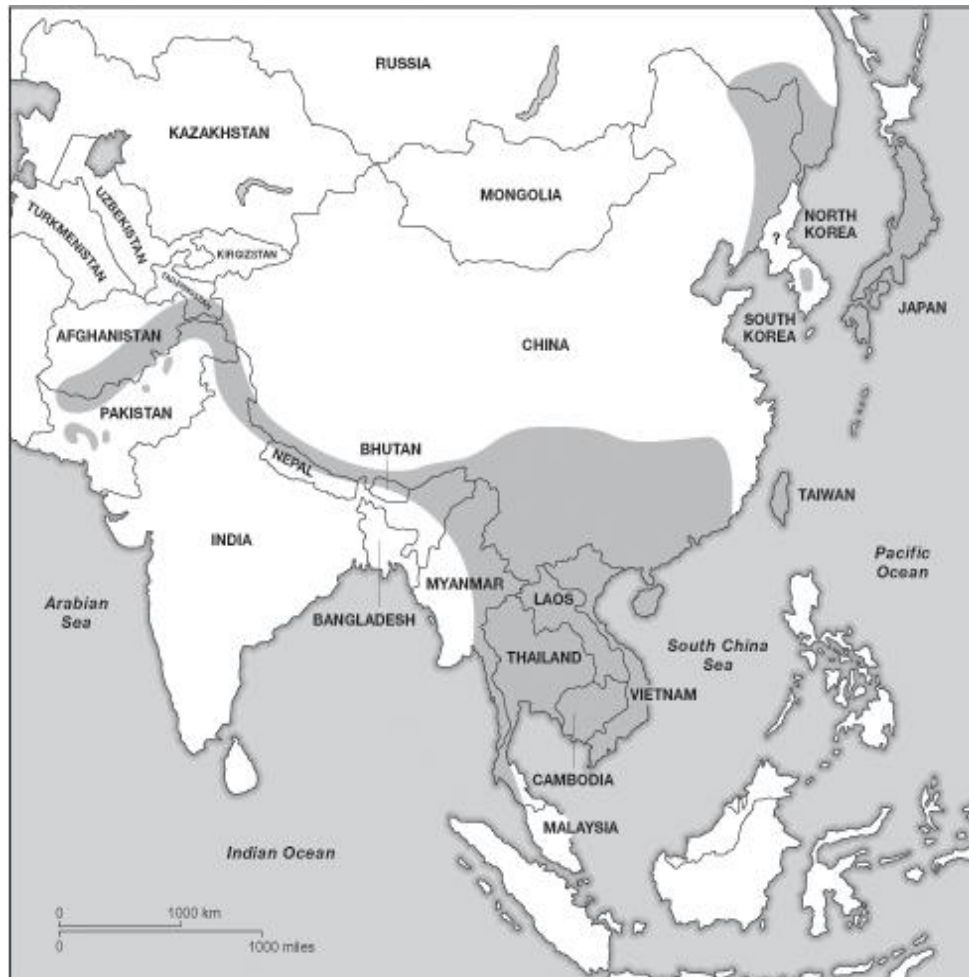 RUSSIA
KAZAKHSTAN
MONGOLIA
UZBEKISTAN
TURKMENISTAN
KIRGIZSTAN
NORTH
KOREA
?
JAPAN
SOUTH
KOREA
AFGHANISTAN
CHINA
PAKISTAN
BHUTAN
NEPAL
TAIWAN
INDIA
Pacific
Ocean
MYANMAR
LAOS
Arabian
Sea
BANGLADESH
South China
Sea
THAILAND
VIETNAM
CAMBODIA
MALAYSIA
Indian Ocean
0 1000 km
0 1000 miles